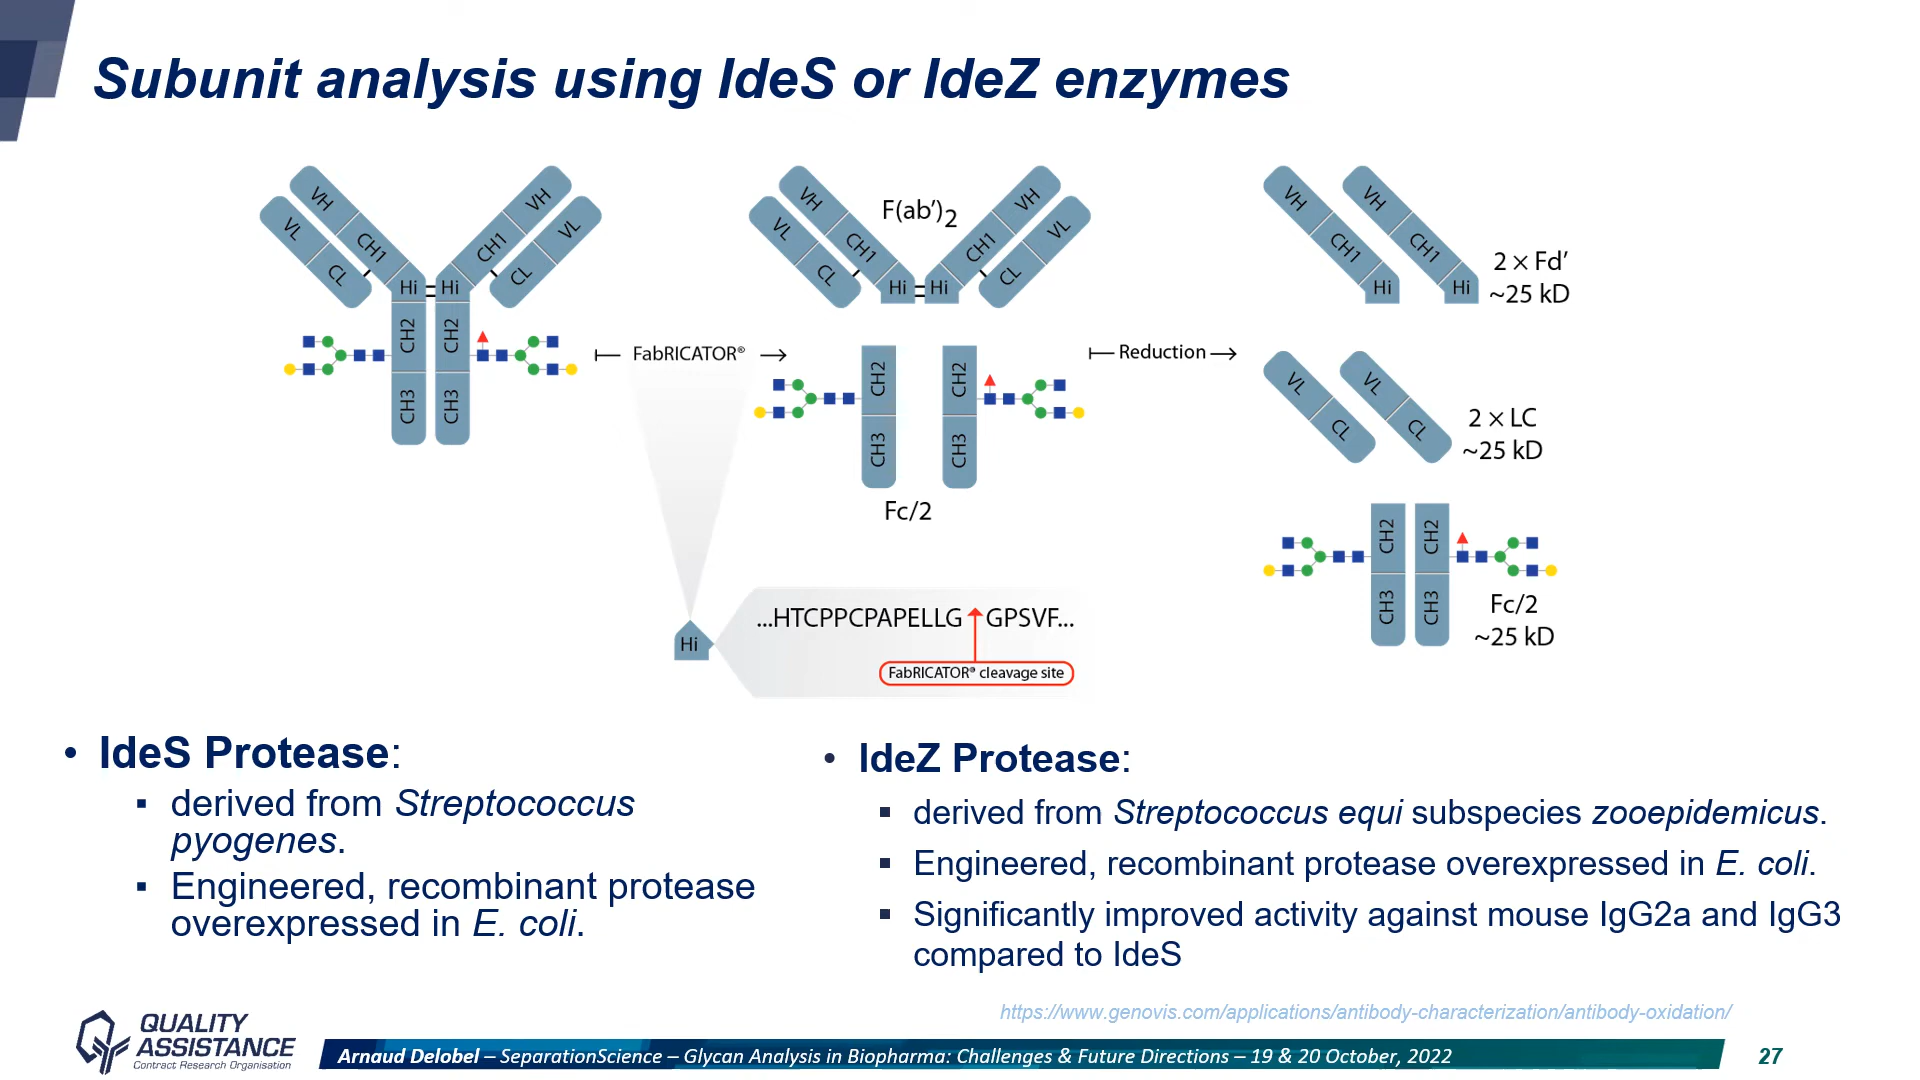 Subunit analysis using IdeS or IdeZ enzymes
VH
VL
CH1
CL
Hi
Hi
VH
VL
CH1
CL
CH2
CH2
CH3
CH3
FabRICATOR®
F(ab’)2
VH
VL
CH1
CL
Hi
Hi
VH
VL
CH1
CL
CH2
CH2
CH3
CH3
Fc/2
Reduction
VH
CH1
Hi
VH
CH1
Hi
2 × Fd’
~25 kD
VL
CL
VL
CL
2 × LC
~25 kD
CH2
CH2
CH3
CH3
Fc/2
~25 kD
Hi
...HTCPPCPAPELLG GPSVF...
FabRICATOR® cleavage site
• IdeS Protease:
▪ derived from Streptococcus
pyogenes.
▪ Engineered, recombinant protease
overexpressed in E. coli.
• IdeZ Protease:
▪ derived from Streptococcus equi subspecies zooepidemicus.
▪ Engineered, recombinant protease overexpressed in E. coli.
▪ Significantly improved activity against mouse IgG2a and IgG3
compared to IdeS
https://www.genovis.com/applications/antibody-characterization/antibody-oxidation/
QUALITY
ASSISTANCE
Contract Research Organisation
Arnaud Delobel – SeparationScience – Glycan Analysis in Biopharma: Challenges & Future Directions – 19 & 20 October, 2022
27